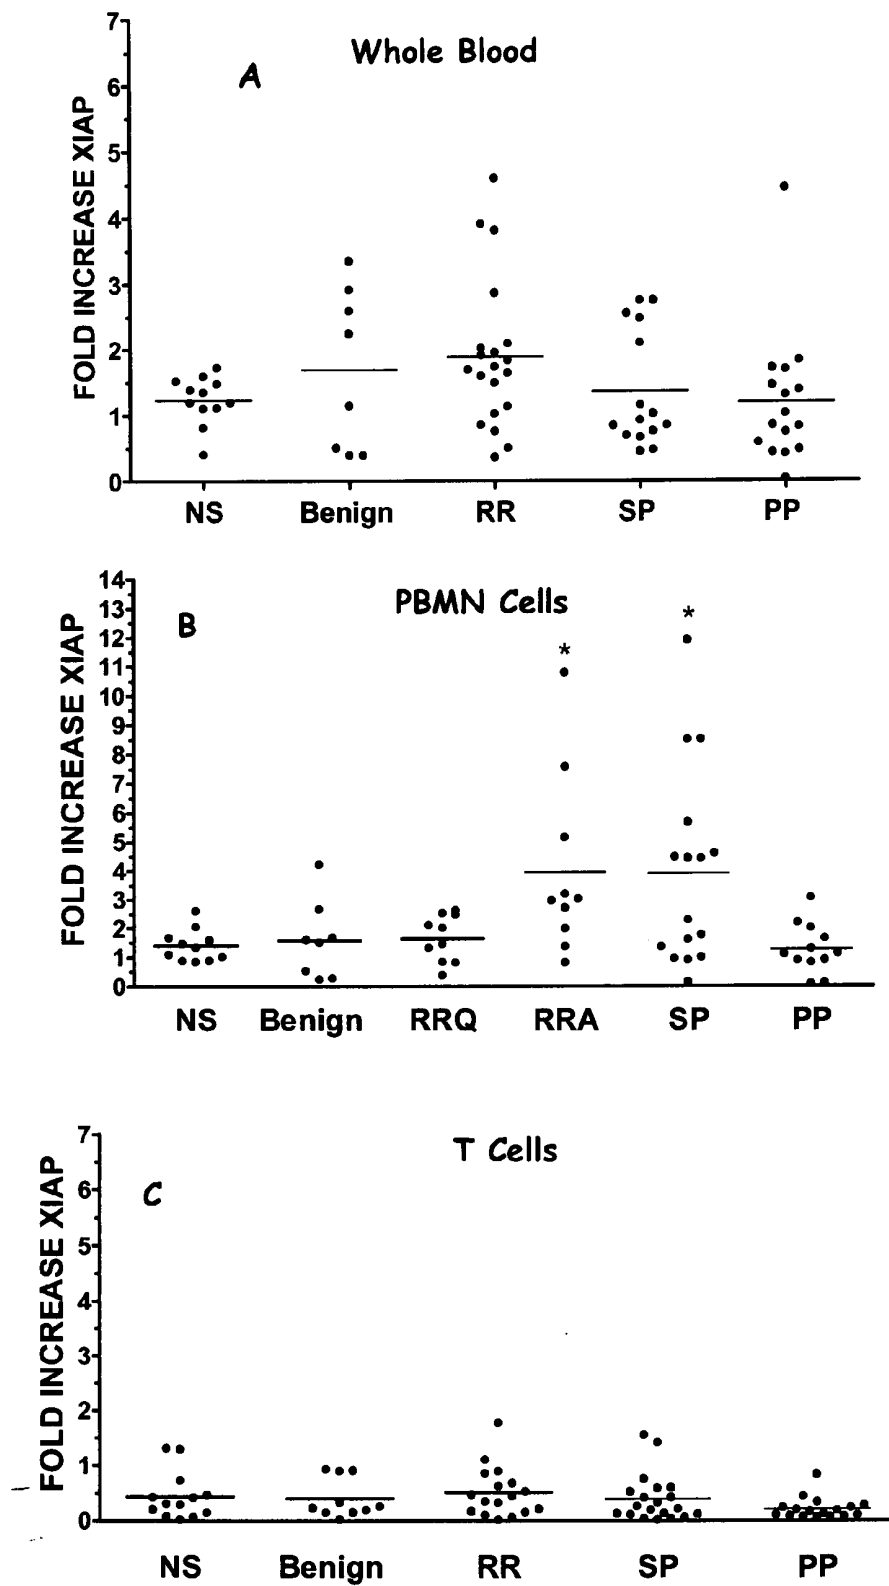 Whole Blood
A
FOLD INCREASE XIAP
7
6
5
4
3
2
1
0
NS Benign RR SP PP
PBMN Cells
B
FOLD INCREASE XIAP
14
13
12
11
10
9
8
7
6
5
4
3
2
1
0
* *
NS Benign RRQ RRA SP PP
T Cells
C
FOLD INCREASE XIAP
7
6
5
4
3
2
1
0
NS Benign RR SP PP